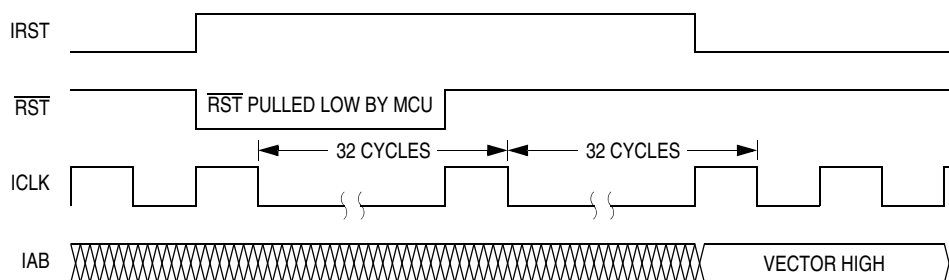 IRST
RST
RST PULLED LOW BY MCU
32 CYCLES
32 CYCLES
ICLK
IAB
VECTOR HIGH